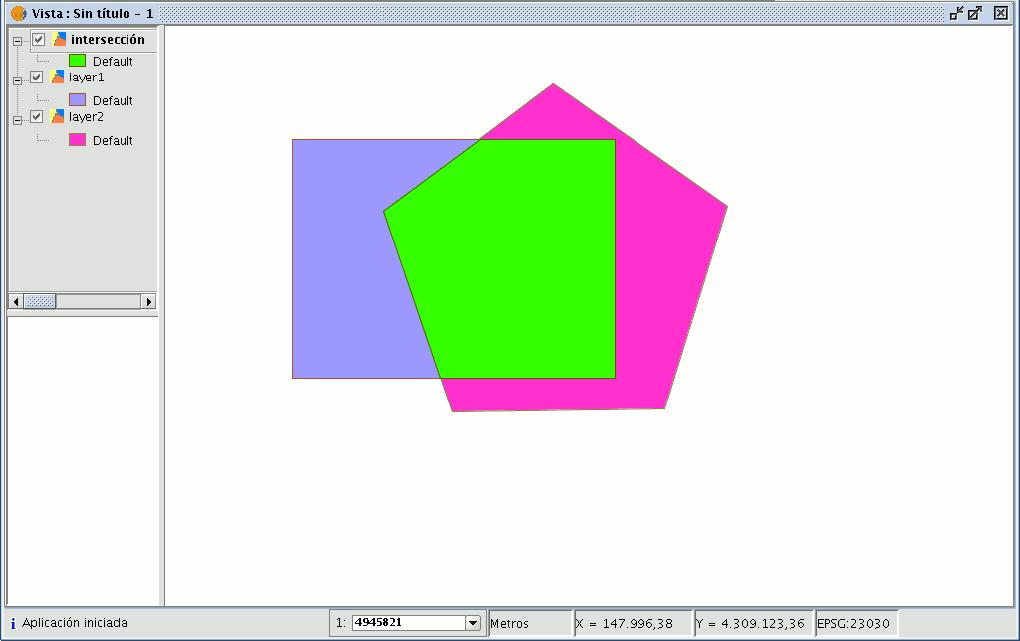 Vista : Sin título - 1
intersección
Default
layer1
Default
layer2
Default
Aplicación iniciada
1: 4945821
Metros
X = 147.996,38
Y = 4.309.123,36
EPSG:23030